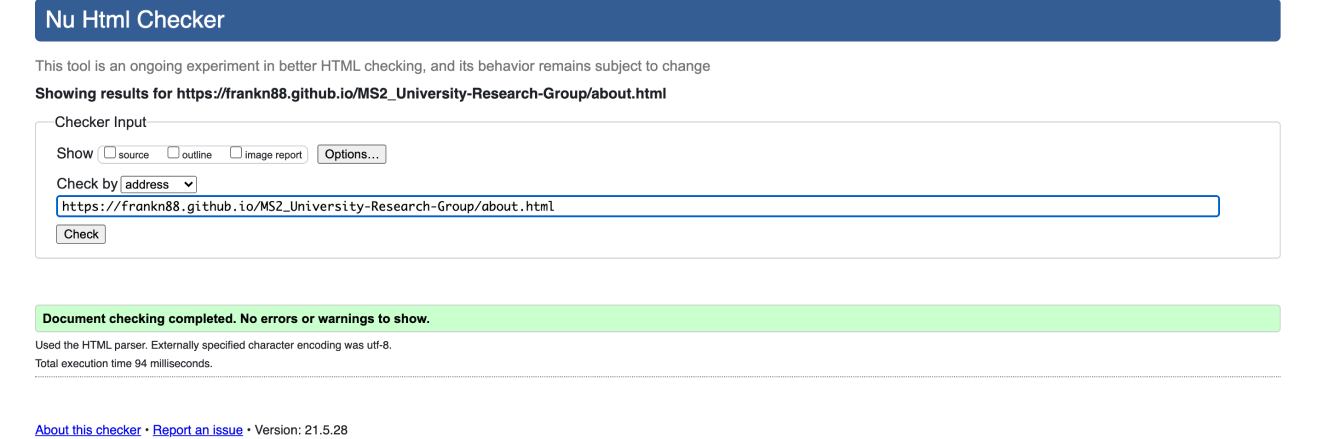 Nu Html Checker
This tool is an ongoing experiment in better HTML checking, and its behavior remains subject to change
Showing results for https://frankn88.github.io/MS2_University-Research-Group/about.html
Checker Input
Show source outline image report Options...
Check by address
https://frankn88.github.io/MS2_University-Research-Group/about.html
Check
Document checking completed. No errors or warnings to show.
Used the HTML parser. Externally specified character encoding was utf-8.
Total execution time 94 milliseconds.
About this checker • Report an issue • Version: 21.5.28